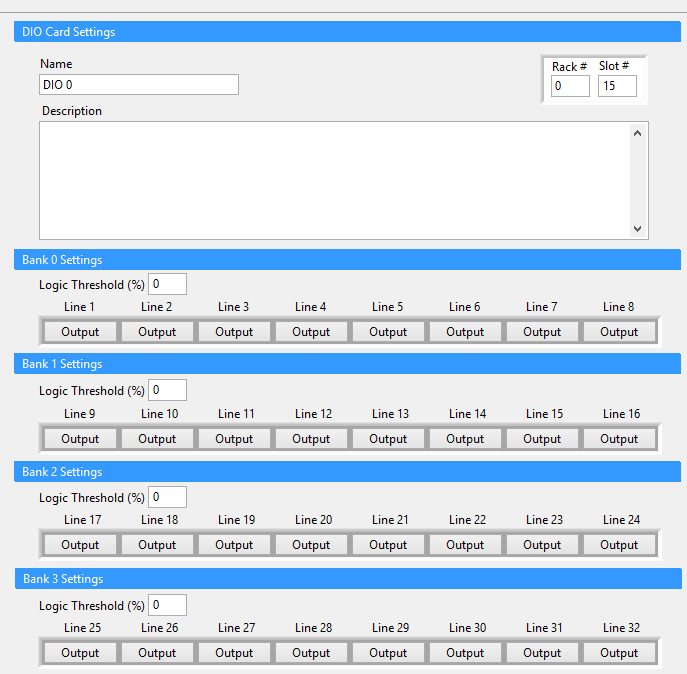 DIO Card Settings
Name
Rack # Slot #
DIO 0
0 15
Description
Bank 0 Settings
Logic Threshold (%) 0
Line 1 Line 2 Line 3 Line 4 Line 5 Line 6 Line 7 Line 8
Output Output Output Output Output Output Output Output
Bank 1 Settings
Logic Threshold (%) 0
Line 9 Line 10 Line 11 Line 12 Line 13 Line 14 Line 15 Line 16
Output Output Output Output Output Output Output Output
Bank 2 Settings
Logic Threshold (%) 0
Line 17 Line 18 Line 19 Line 20 Line 21 Line 22 Line 23 Line 24
Output Output Output Output Output Output Output Output
Bank 3 Settings
Logic Threshold (%) 0
Line 25 Line 26 Line 27 Line 28 Line 29 Line 30 Line 31 Line 32
Output Output Output Output Output Output Output Output